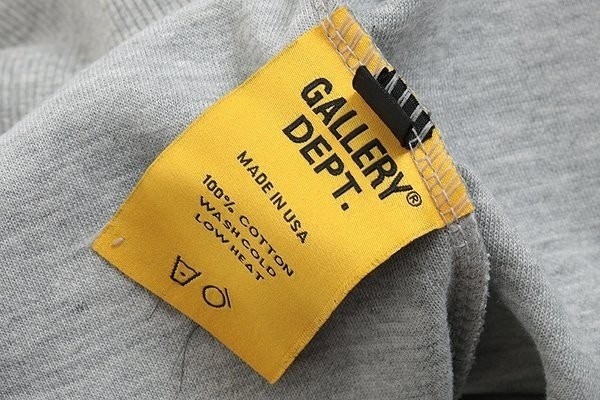 GALLERY®
DEPT.
MADE IN USA
100% COTTON
WASH COLD
LOW HEAT